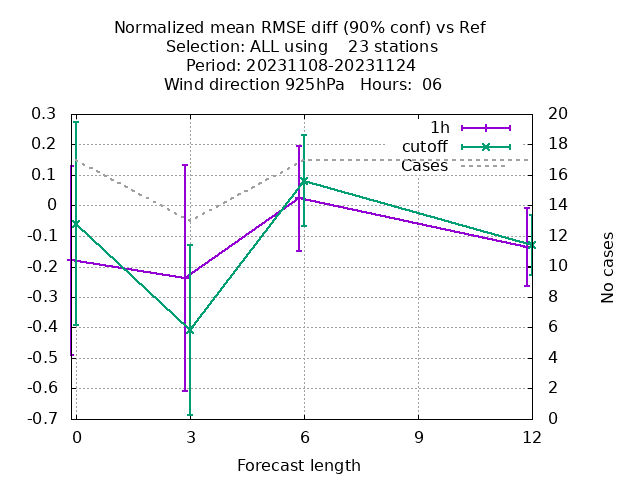 Normalized mean RMSE diff (90% conf) vs Ref
Selection: ALL using    23 stations
Period: 20231108-20231124
Wind direction 925hPa   Hours:  06
1h
cutoff
Cases
0.3
0.2
0.1
0
-0.1
-0.2
-0.3
-0.4
-0.5
-0.6
-0.7
20
18
16
14
12
10
8
6
4
2
0
No cases
0 3 6 9 12
Forecast length